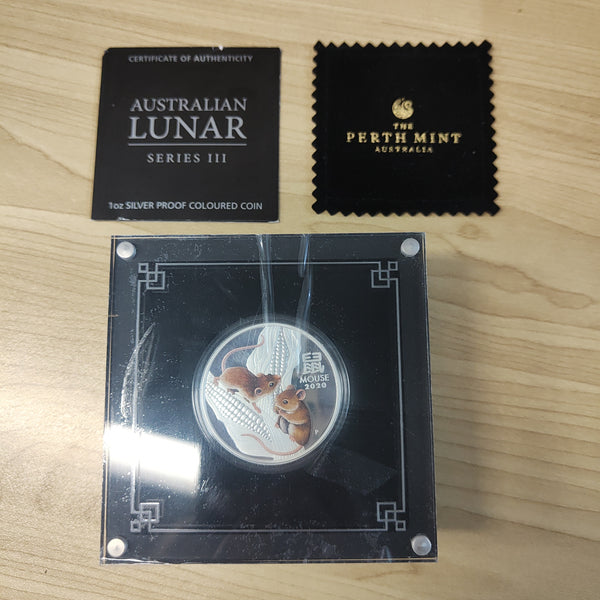 CERTIFICATE OF AUTHENTICITY
AUSTRALIAN
LUNAR
SERIES III
1oz SILVER PROOF COLOURED COIN
THE
PERTH MINT
AUSTRALIA
鼠
MOUSE
2020
P